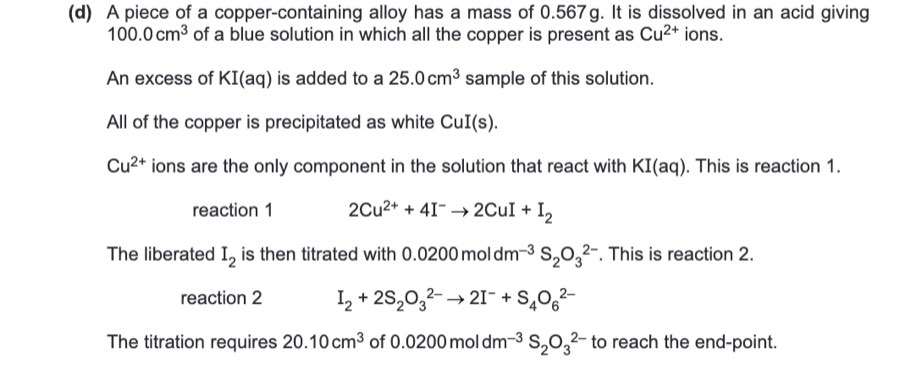 (d) A piece of a copper-containing alloy has a mass of 0.567 g. It is dissolved in an acid giving
100.0 cm³ of a blue solution in which all the copper is present as Cu²⁺ ions.
An excess of KI(aq) is added to a 25.0 cm³ sample of this solution.
All of the copper is precipitated as white CuI(s).
Cu²⁺ ions are the only component in the solution that react with KI(aq). This is reaction 1.
reaction 1 2Cu²⁺ + 4I⁻ → 2CuI + I₂
The liberated I₂ is then titrated with 0.0200 mol dm⁻³ S₂O₃²⁻. This is reaction 2.
reaction 2 I₂ + 2S₂O₃²⁻ → 2I⁻ + S₄O₆²⁻
The titration requires 20.10 cm³ of 0.0200 mol dm⁻³ S₂O₃²⁻ to reach the end-point.